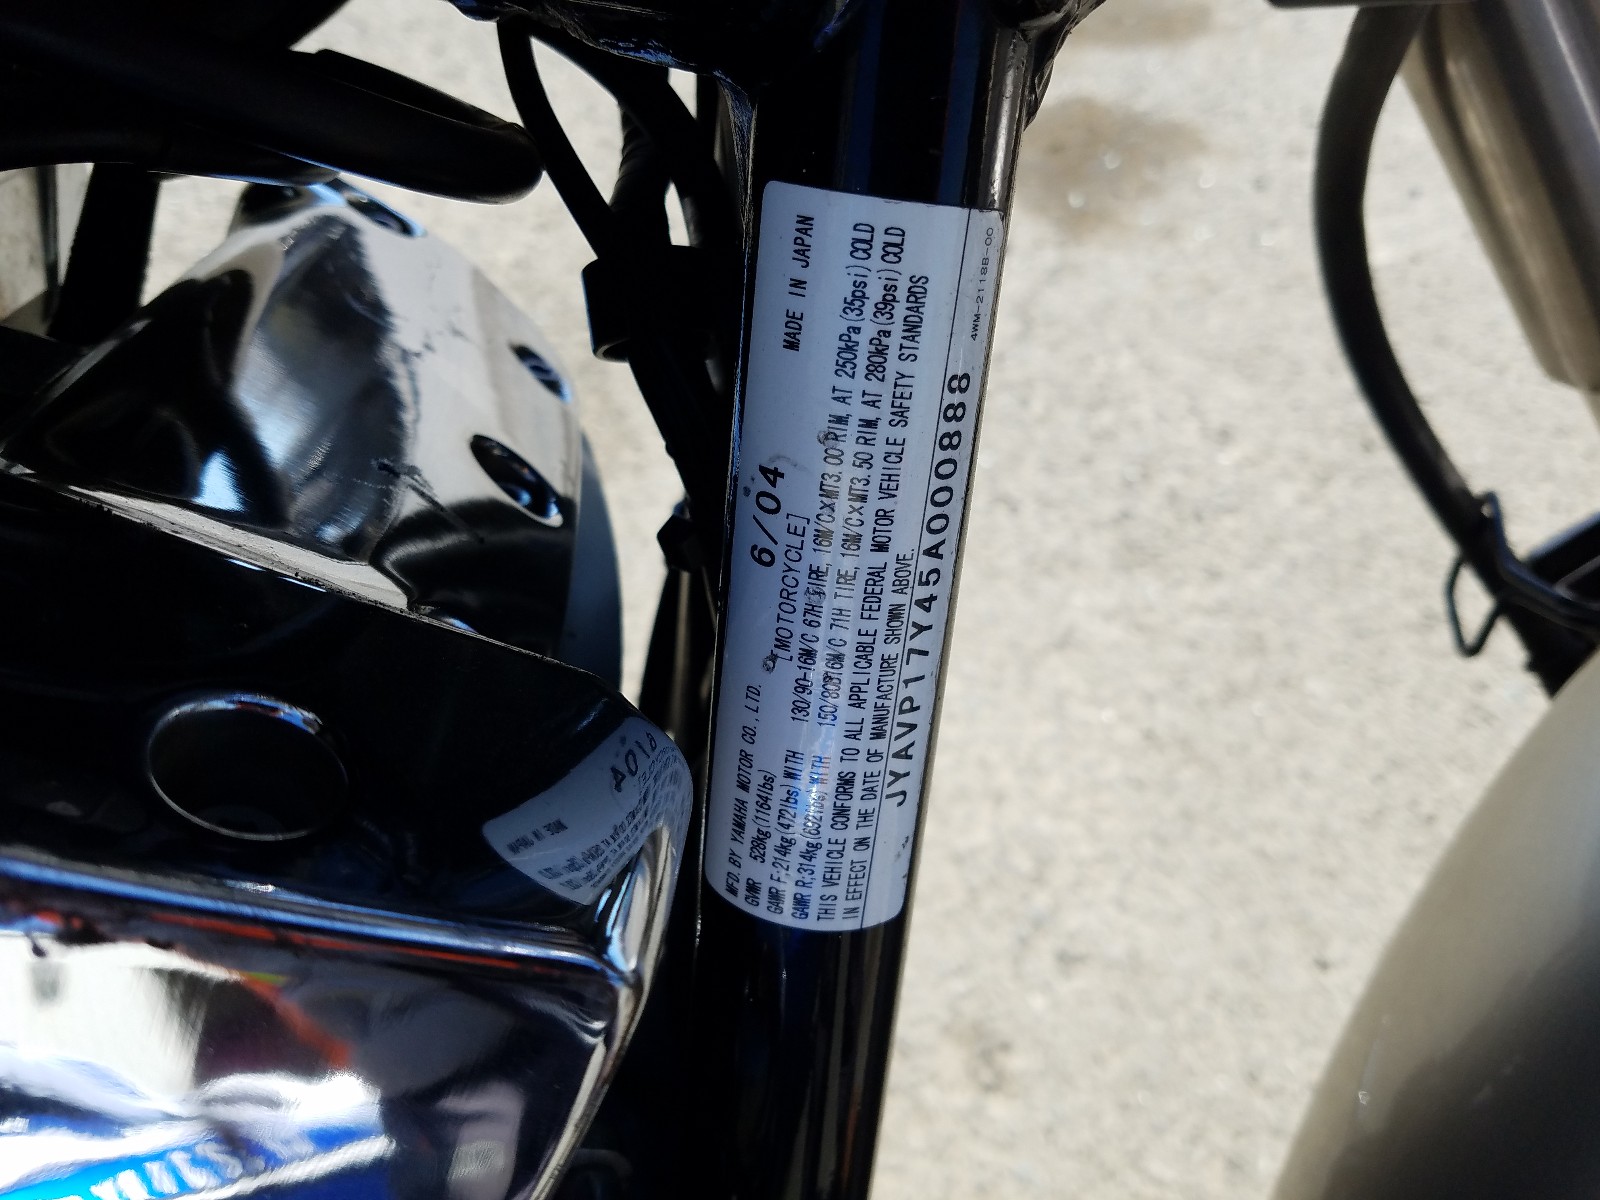 MFD. BY YAMAHA MOTOR CO., LTD. 6/04 MADE IN JAPAN
GVWR 528kg(1164lbs) [MOTORCYCLE]
GAWR F;214kg(472lbs)WITH 130/90-16M/C 67H TIRE, 16M/C×MT3.00 RIM, AT 250kPa(35psi)COLD
GAWR R;314kg(692lbs)WITH 150/80B16M/C 71H TIRE, 16M/C×MT3.50 RIM, AT 280kPa(39psi)COLD
THIS VEHICLE CONFORMS TO ALL APPLICABLE FEDERAL MOTOR VEHICLE SAFETY STANDARDS
IN EFFECT ON THE DATE OF MANUFACTURE SHOWN ABOVE.
JYAVP17Y45A000888
4WM-2118B-00